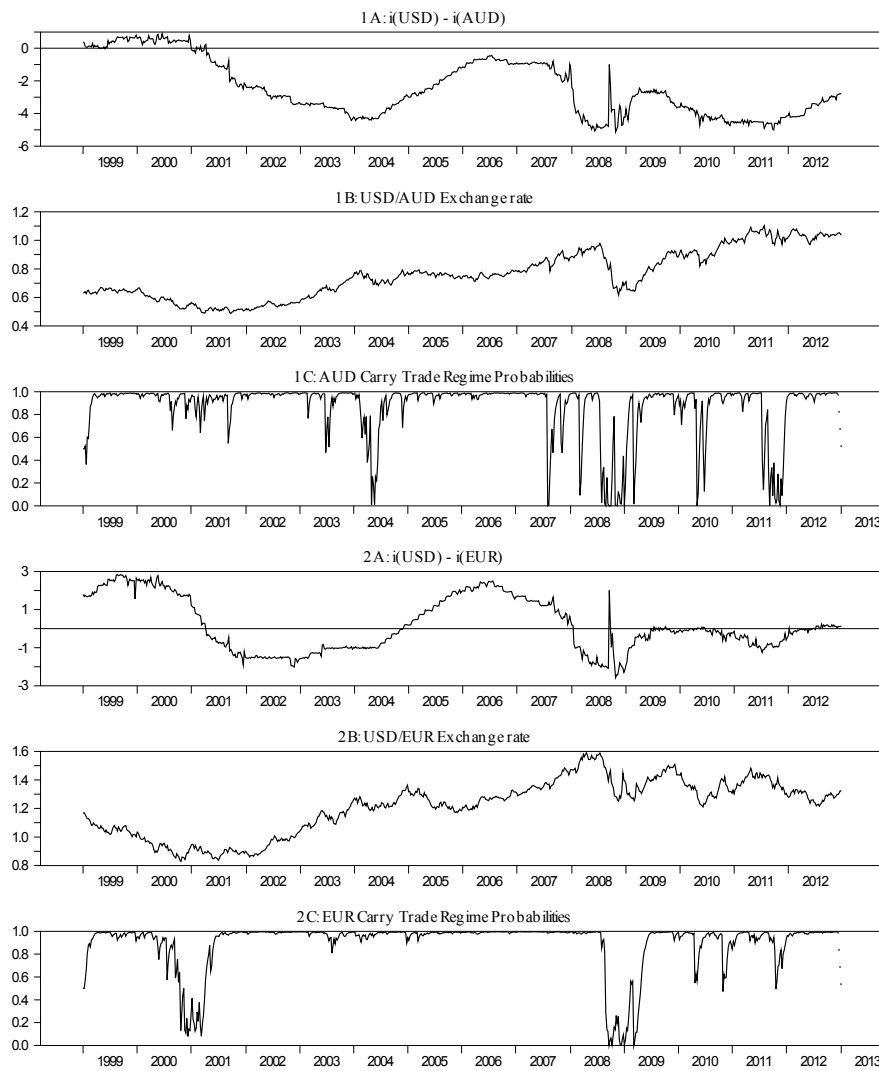 1A: i(USD) - i(AUD)
0
-2
-4
-6
1999 2000 2001 2002 2003 2004 2005 2006 2007 2008 2009 2010 2011 2012
1B: USD/AUD Exchange rate
1.2
1.0
0.8
0.6
0.4
1999 2000 2001 2002 2003 2004 2005 2006 2007 2008 2009 2010 2011 2012
1C: AUD Carry Trade Regime Probabilities
1.0
0.8
0.6
0.4
0.2
0.0
1999 2000 2001 2002 2003 2004 2005 2006 2007 2008 2009 2010 2011 2012 2013
2A: i(USD) - i(EUR)
3
1
-1
-3
1999 2000 2001 2002 2003 2004 2005 2006 2007 2008 2009 2010 2011 2012
2B: USD/EUR Exchange rate
1.6
1.4
1.2
1.0
0.8
1999 2000 2001 2002 2003 2004 2005 2006 2007 2008 2009 2010 2011 2012
2C: EUR Carry Trade Regime Probabilities
1.0
0.8
0.6
0.4
0.2
0.0
1999 2000 2001 2002 2003 2004 2005 2006 2007 2008 2009 2010 2011 2012 2013